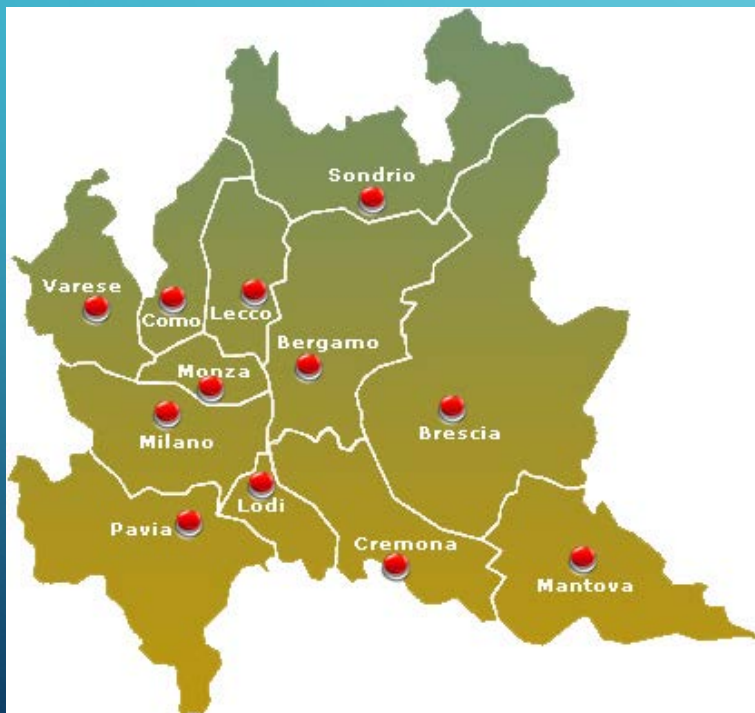 Sondrio
Varese
Como
Lecco
Bergamo
Monza
Milano
Brescia
Lodi
Pavia
Cremona
Mantova